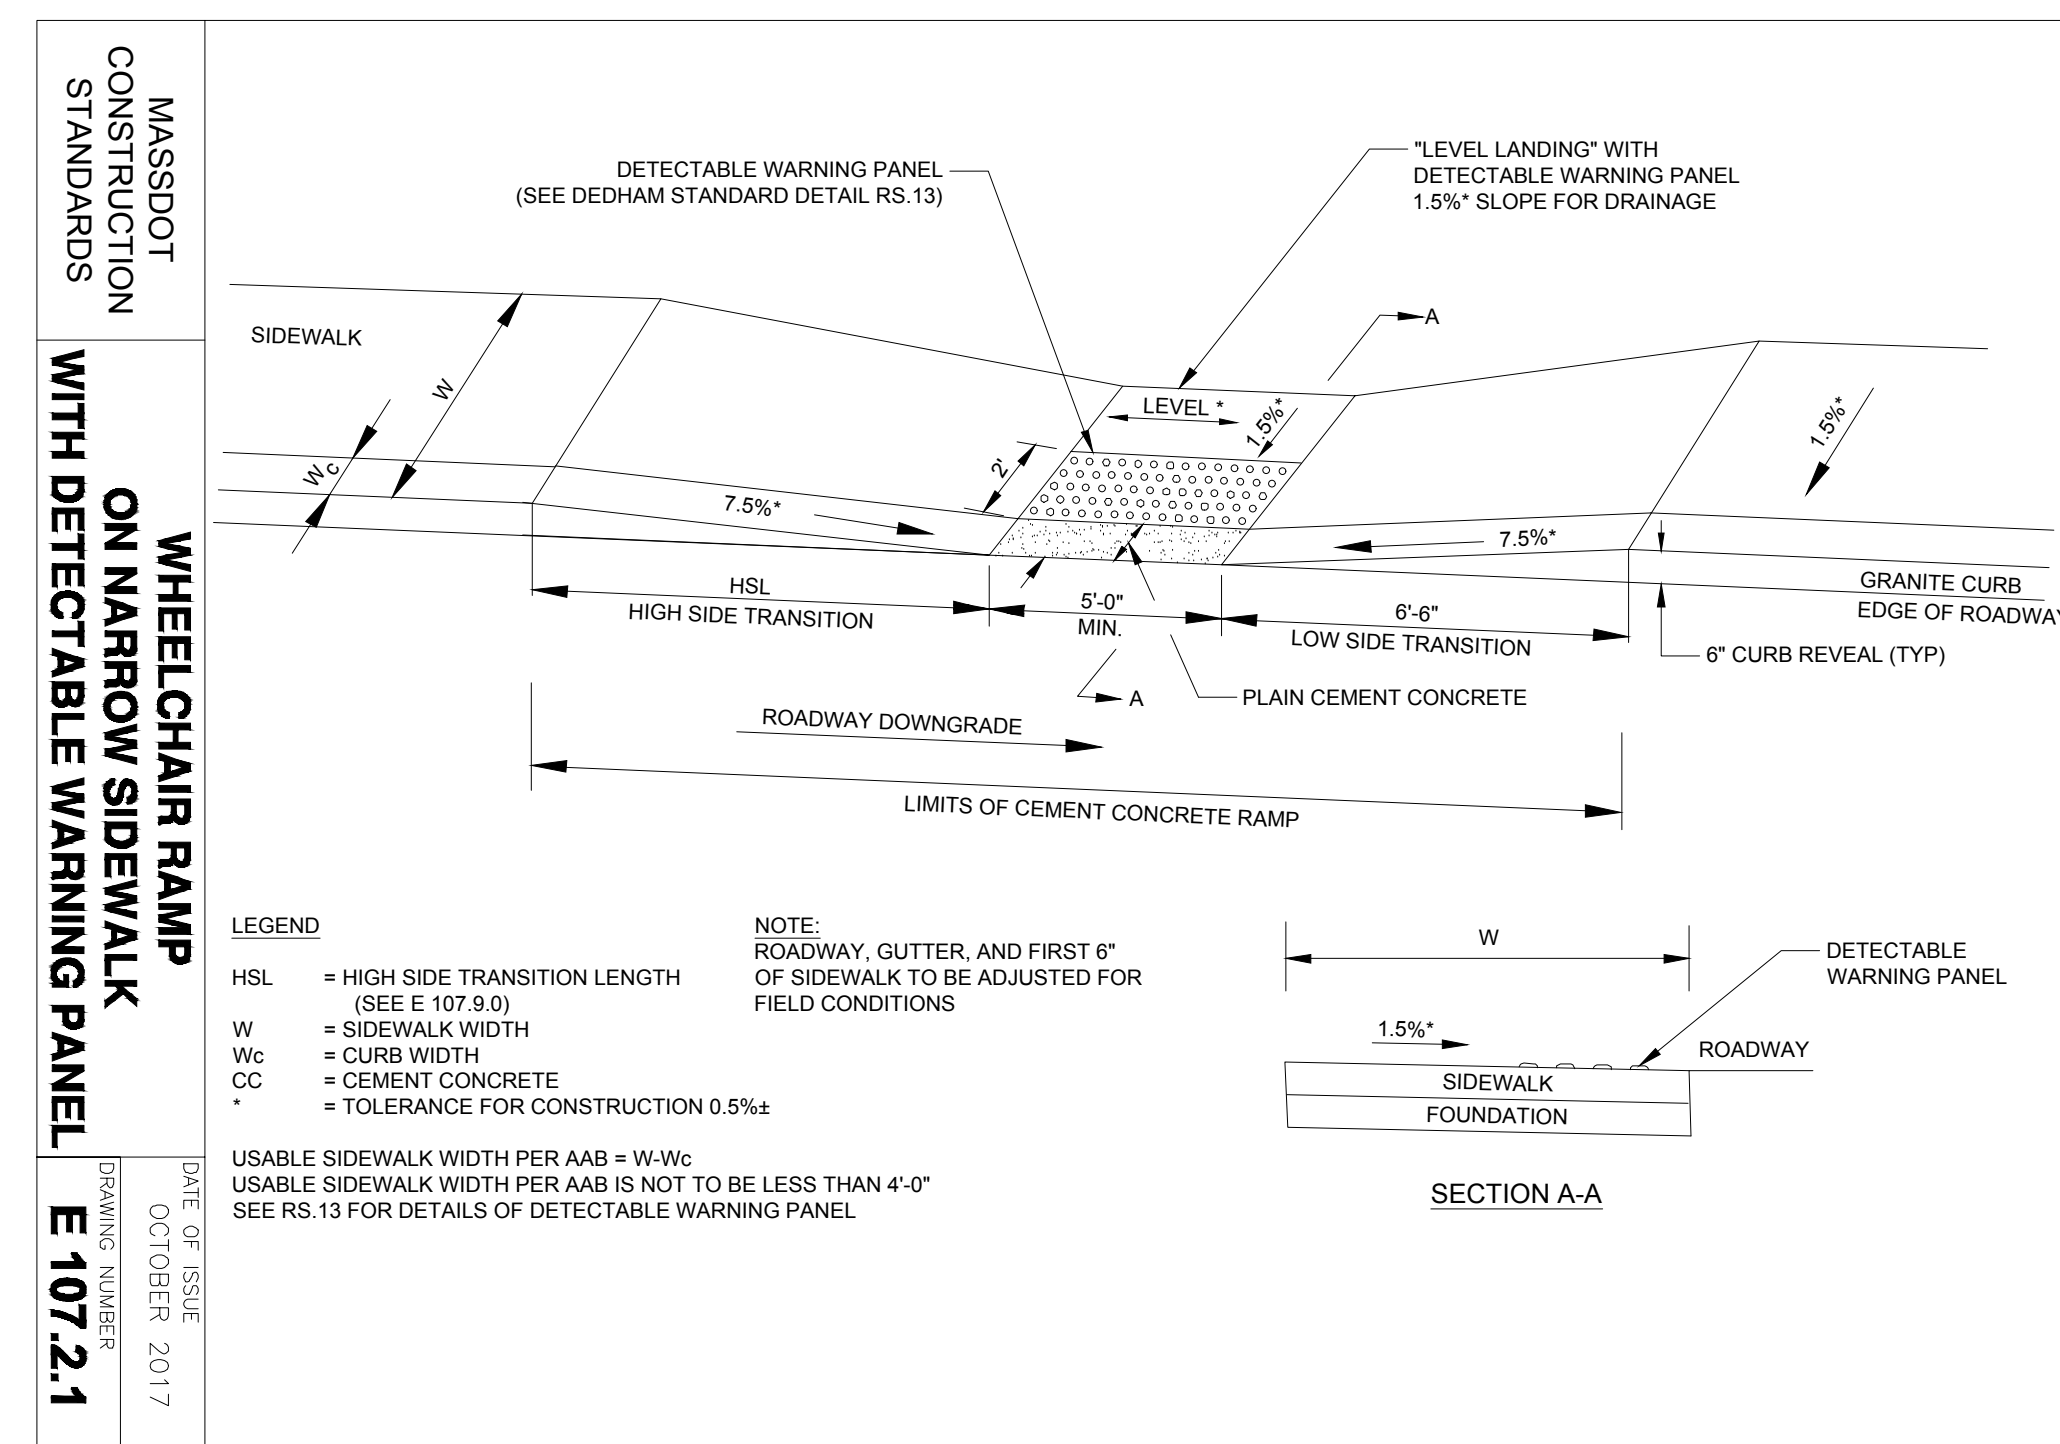 MASSDOT
CONSTRUCTION
STANDARDS
WHEELCHAIR RAMP
ON NARROW SIDEWALK
WITH DETECTABLE WARNING PANEL
DATE OF ISSUE
OCTOBER 2017
DRAWING NUMBER
E 107.2.1
DETECTABLE WARNING PANEL
(SEE DEDHAM STANDARD DETAIL RS.13)
"LEVEL LANDING" WITH
DETECTABLE WARNING PANEL
1.5%* SLOPE FOR DRAINAGE
A
SIDEWALK
W
Wc
LEVEL *
1.5%*
1.5%*
2'
7.5%*
7.5%*
HSL
HIGH SIDE TRANSITION
5'-0"
MIN.
6'-6"
LOW SIDE TRANSITION
GRANITE CURB
EDGE OF ROADWAY
6" CURB REVEAL (TYP)
A
PLAIN CEMENT CONCRETE
ROADWAY DOWNGRADE
LIMITS OF CEMENT CONCRETE RAMP
LEGEND
HSL = HIGH SIDE TRANSITION LENGTH
(SEE E 107.9.0)
W = SIDEWALK WIDTH
Wc = CURB WIDTH
CC = CEMENT CONCRETE
* = TOLERANCE FOR CONSTRUCTION 0.5%±
USABLE SIDEWALK WIDTH PER AAB = W-Wc
USABLE SIDEWALK WIDTH PER AAB IS NOT TO BE LESS THAN 4'-0"
SEE RS.13 FOR DETAILS OF DETECTABLE WARNING PANEL
NOTE:
ROADWAY, GUTTER, AND FIRST 6"
OF SIDEWALK TO BE ADJUSTED FOR
FIELD CONDITIONS
W
DETECTABLE
WARNING PANEL
1.5%*
ROADWAY
SIDEWALK
FOUNDATION
SECTION A-A